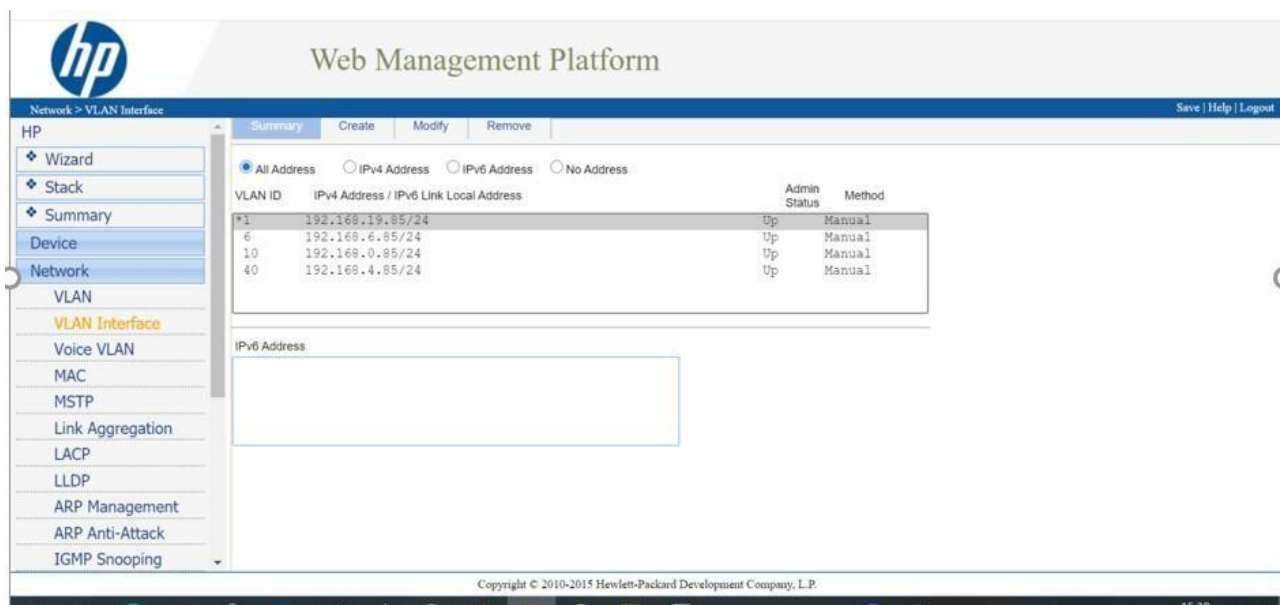 hp
Web Management Platform
Network > VLAN Interface
Save | Help | Logout
HP
Wizard
Stack
Summary
Device
Network
VLAN
VLAN Interface
Voice VLAN
MAC
MSTP
Link Aggregation
LACP
LLDP
ARP Management
ARP Anti-Attack
IGMP Snooping
Summary Create Modify Remove
All Address IPv4 Address IPv6 Address No Address
VLAN ID IPv4 Address / IPv6 Link Local Address Admin Status Method
*1 192.168.19.85/24 Up Manual
6 192.168.6.85/24 Up Manual
10 192.168.0.85/24 Up Manual
40 192.168.4.85/24 Up Manual
IPv6 Address
Copyright © 2010-2015 Hewlett-Packard Development Company, L.P.